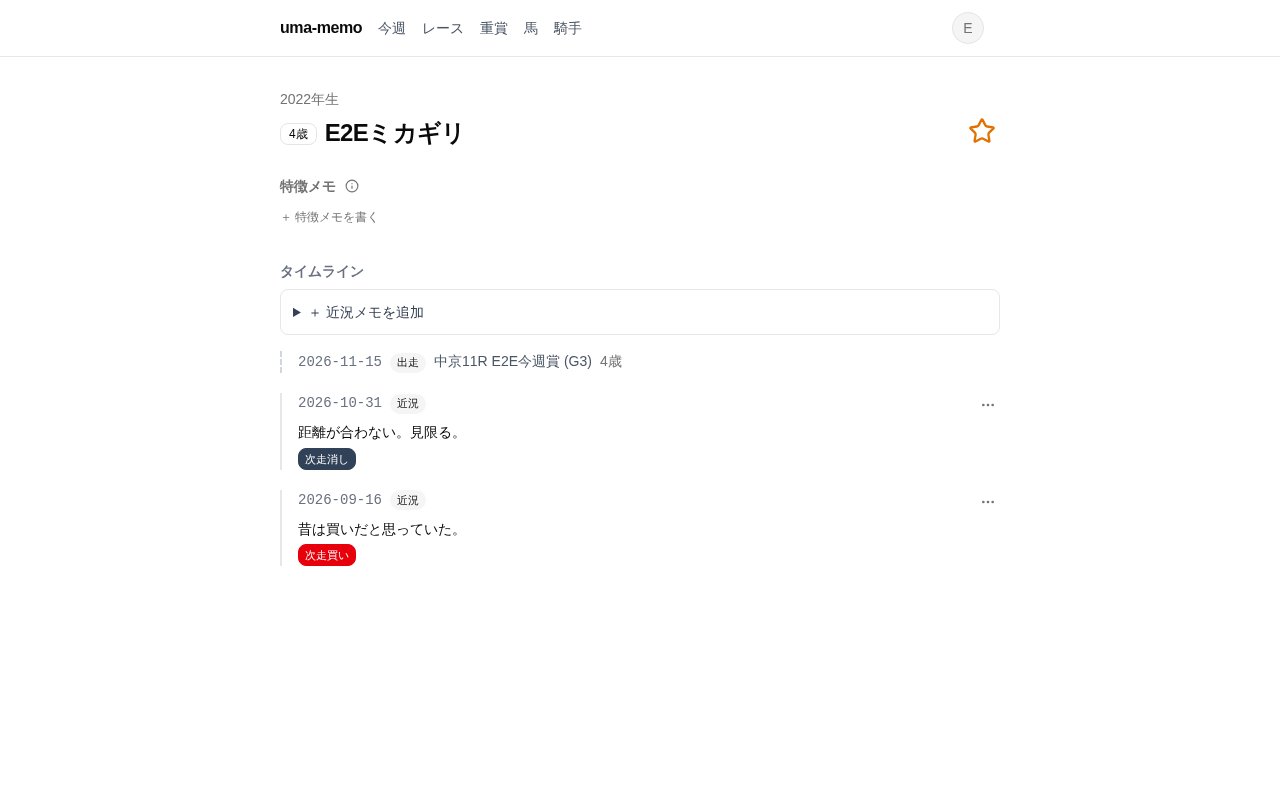 uma-memo 今週 レース 重賞 馬 騎手 E
2022年生
4歳 E2Eミカギリ
特徴メモ
＋ 特徴メモを書く
タイムライン
＋ 近況メモを追加
2026-11-15 出走 中京11R E2E今週賞 (G3) 4歳
2026-10-31 近況
距離が合わない。見限る。
次走消し
2026-09-16 近況
昔は買いだと思っていた。
次走買い